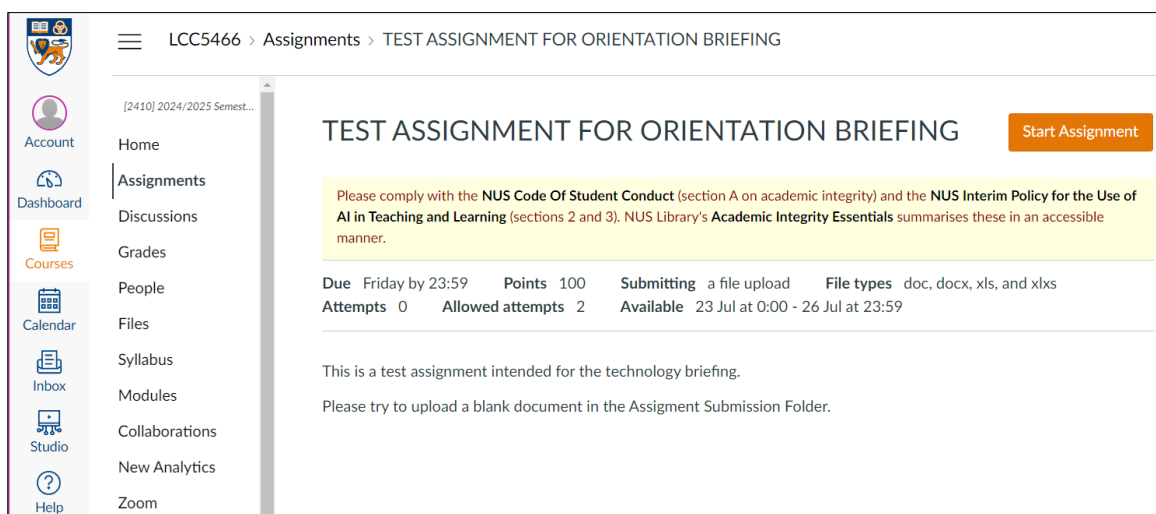 LCC5466 > Assignments > TEST ASSIGNMENT FOR ORIENTATION BRIEFING
Account
Dashboard
Courses
Calendar
Inbox
Studio
Help
[2410] 2024/2025 Semest...
Home
Assignments
Discussions
Grades
People
Files
Syllabus
Modules
Collaborations
New Analytics
Zoom
TEST ASSIGNMENT FOR ORIENTATION BRIEFING
Start Assignment
Please comply with the NUS Code Of Student Conduct (section A on academic integrity) and the NUS Interim Policy for the Use of
AI in Teaching and Learning (sections 2 and 3). NUS Library's Academic Integrity Essentials summarises these in an accessible
manner.
Due Friday by 23:59 Points 100 Submitting a file upload File types doc, docx, xls, and xlxs
Attempts 0 Allowed attempts 2 Available 23 Jul at 0:00 - 26 Jul at 23:59
This is a test assignment intended for the technology briefing.
Please try to upload a blank document in the Assigment Submission Folder.